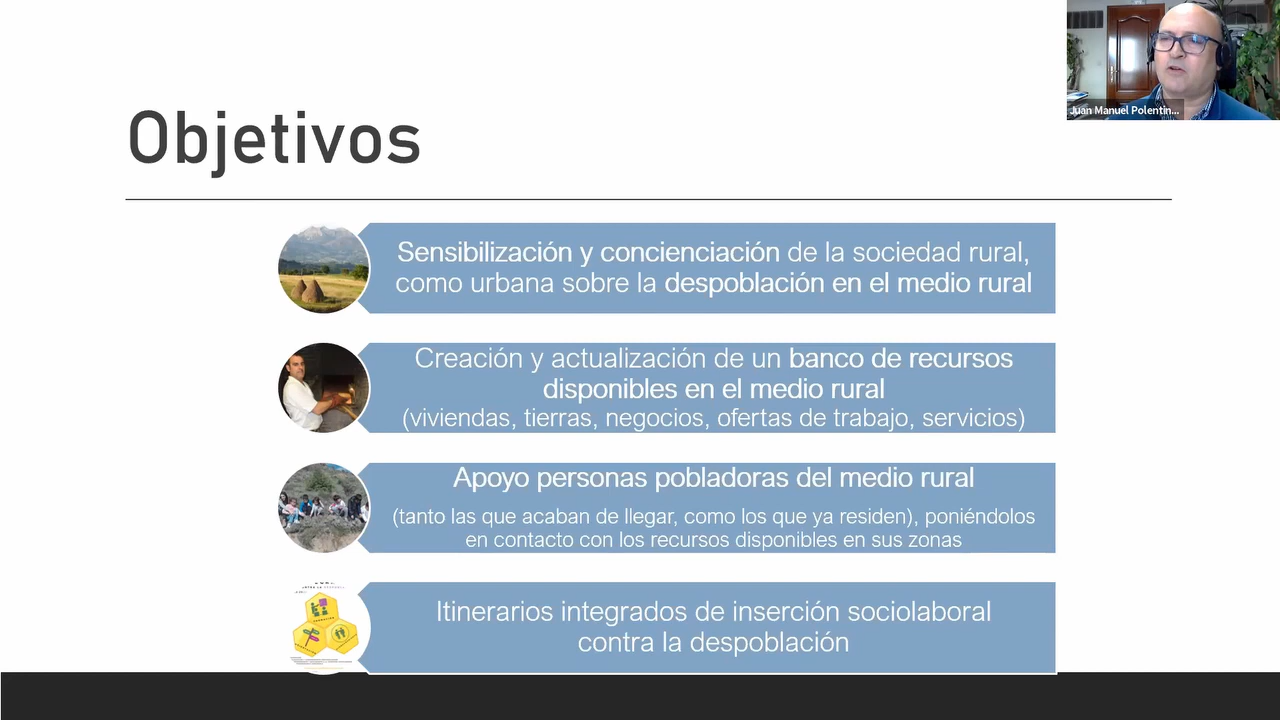 Juan Manuel Polentin...
Objetivos
Sensibilización y concienciación de la sociedad rural,
como urbana sobre la despoblación en el medio rural
Creación y actualización de un banco de recursos
disponibles en el medio rural
(viviendas, tierras, negocios, ofertas de trabajo, servicios)
Apoyo personas pobladoras del medio rural
(tanto las que acaban de llegar, como los que ya residen), poniéndolos
en contacto con los recursos disponibles en sus zonas
Itinerarios integrados de inserción sociolaboral
contra la despoblación